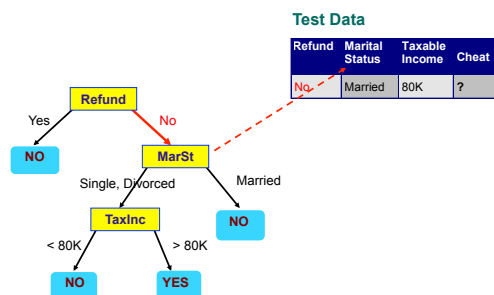 Test Data
Refund Marital Status Taxable Income Cheat
No Married 80K ?
Refund
Yes No
NO MarSt
Single, Divorced Married
TaxInc NO
< 80K > 80K
NO YES